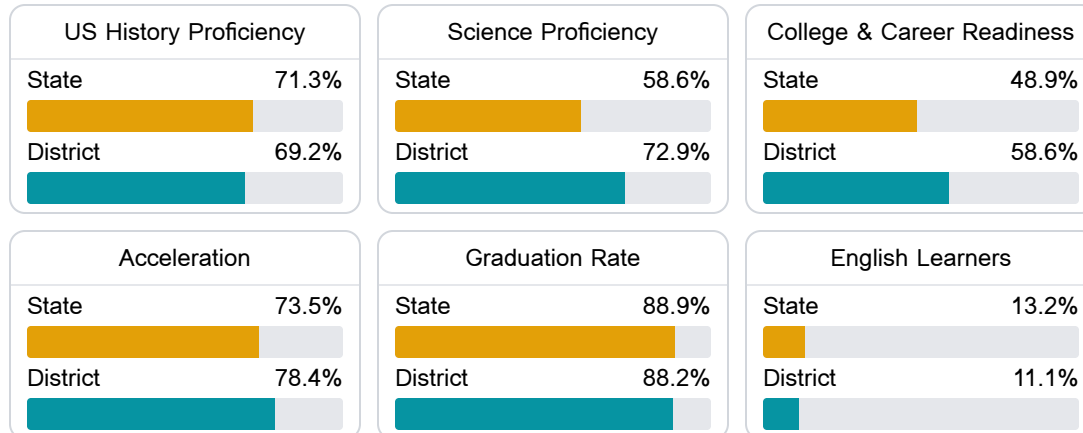 US History Proficiency
State 71.3%
District 69.2%
Science Proficiency
State 58.6%
District 72.9%
College & Career Readiness
State 48.9%
District 58.6%
Acceleration
State 73.5%
District 78.4%
Graduation Rate
State 88.9%
District 88.2%
English Learners
State 13.2%
District 11.1%